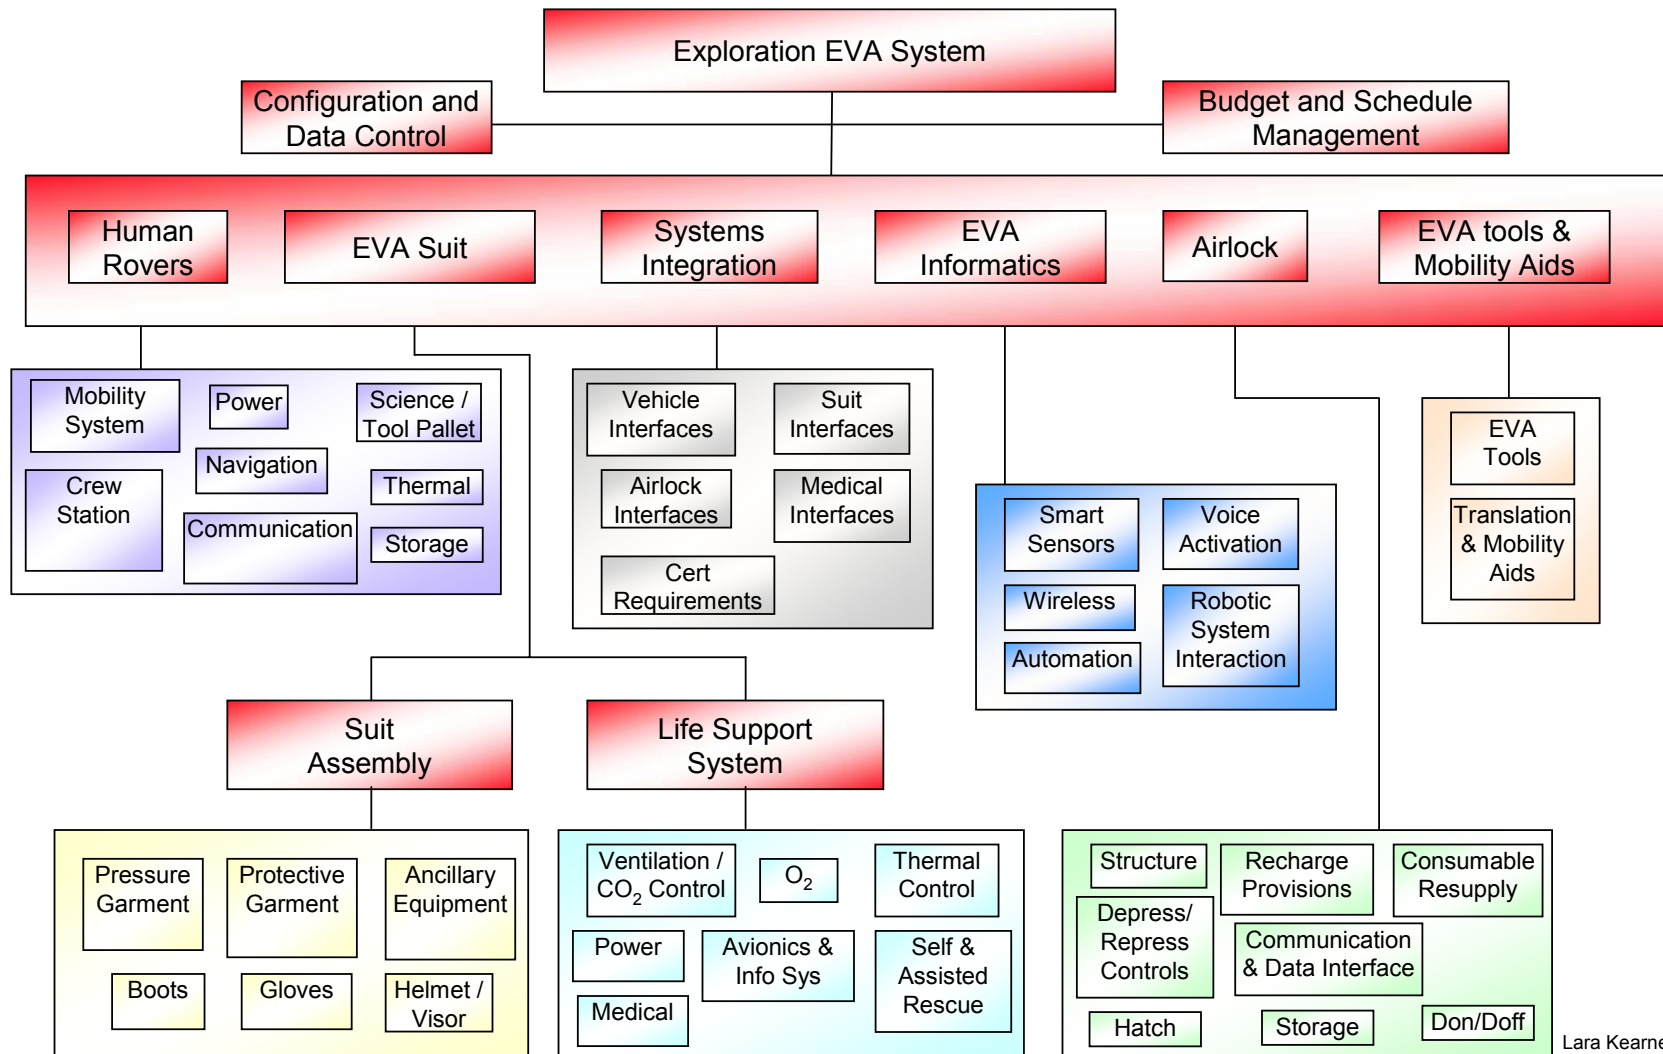 Exploration EVA System
Configuration and
Data Control
Budget and Schedule
Management
Human
Rovers
EVA Suit
Systems
Integration
EVA
Informatics
Airlock
EVA tools &
Mobility Aids
Mobility
System
Power
Science /
Tool Pallet
Navigation
Crew
Station
Thermal
Communication
Storage
Vehicle
Interfaces
Suit
Interfaces
Airlock
Interfaces
Medical
Interfaces
Cert
Requirements
Smart
Sensors
Voice
Activation
Wireless
Robotic
System
Interaction
Automation
EVA
Tools
Translation
& Mobility
Aids
Suit
Assembly
Life Support
System
Pressure
Garment
Protective
Garment
Ancillary
Equipment
Boots
Gloves
Helmet /
Visor
Ventilation /
CO2 Control
O2
Thermal
Control
Power
Avionics &
Info Sys
Self &
Assisted
Rescue
Medical
Structure
Recharge
Provisions
Consumable
Resupply
Depress/
Repress
Controls
Communication
& Data Interface
Hatch
Storage
Don/Doff
Lara Kearne